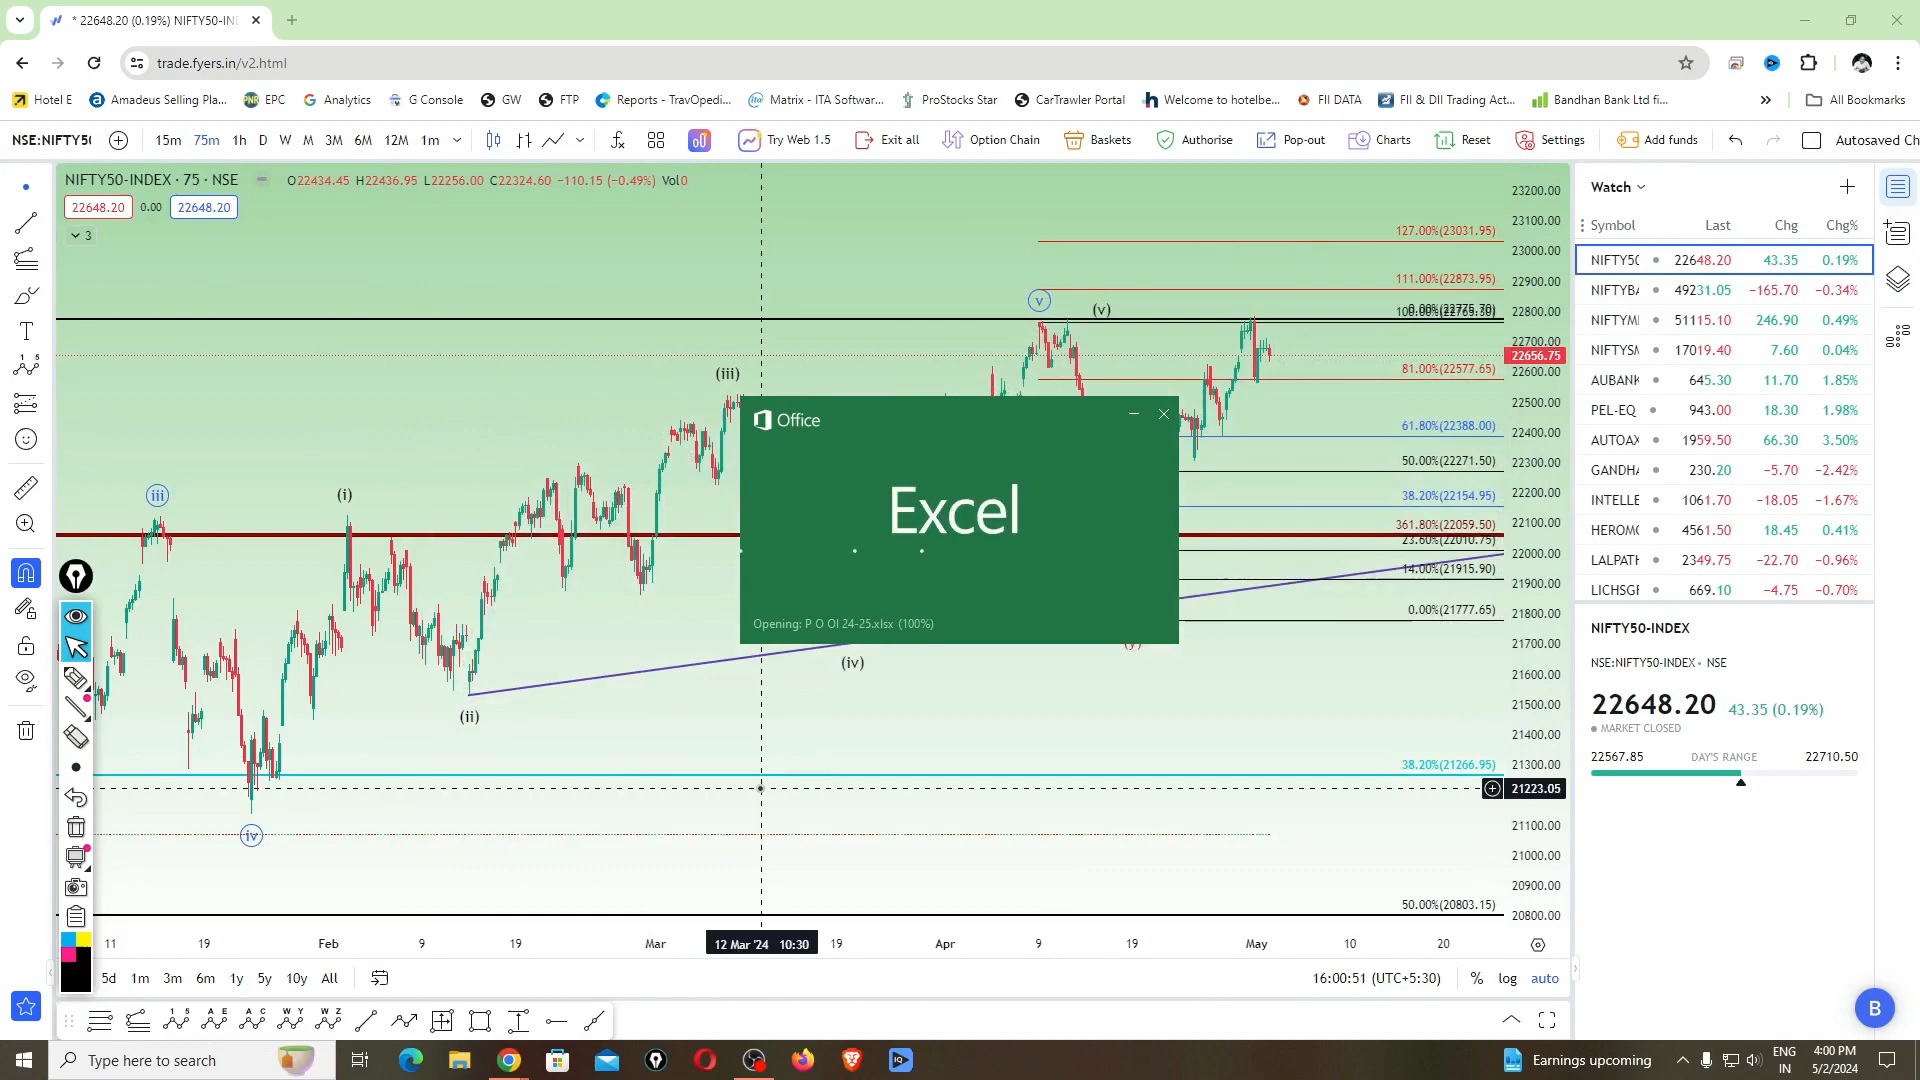 * 22648.20 (0.19%) NIFTY50-IN
trade.fyers.in/v2.html
Hotel E
Amadeus Selling Pla...
EPC
Analytics
G Console
GW
FTP
Reports - TravOpedi...
Matrix - ITA Softwar...
ProStocks Star
CarTrawler Portal
Welcome to hotelbe...
FII DATA
FII & DII Trading Act...
Bandhan Bank Ltd fi...
All Bookmarks
NSE:NIFTY50
15m 75m 1h D W M 3M 6M 12M 1m
Try Web 1.5
Exit all
Option Chain
Baskets
Authorise
Pop-out
Charts
Reset
Settings
Add funds
Autosaved Ch
NIFTY50-INDEX · 75 · NSE
O22434.45 H22436.95 L22256.00 C22324.60 −110.15 (−0.49%) Vol0
22648.20 0.00 22648.20
3
127.00%(23031.95)
111.00%(22873.95)
0.00%(22775.70)
81.00%(22577.65)
61.80%(22388.00)
50.00%(22271.50)
38.20%(22154.95)
361.80%(22059.50)
23.60%(22010.75)
14.00%(21915.90)
0.00%(21777.65)
38.20%(21266.95)
50.00%(20803.15)
iii
(i)
(iii)
v
(v)
(ii)
(iv)
(y)
iv
Office
Excel
Opening: P O OI 24-25.xlsx (100%)
23200.00
23100.00
23000.00
22900.00
22800.00
22700.00
22656.75
22600.00
22500.00
22400.00
22300.00
22200.00
22100.00
22000.00
21900.00
21800.00
21700.00
21600.00
21500.00
21400.00
21300.00
21223.05
21100.00
21000.00
20900.00
20800.00
11 19 Feb 9 19 Mar 12 Mar '24 10:30 19 Apr 9 19 May 10 20
5d 1m 3m 6m 1y 5y 10y All
16:00:51 (UTC+5:30) % log auto
Watch
Symbol Last Chg Chg%
NIFTY50 22648.20 43.35 0.19%
NIFTYBA 49231.05 −165.70 −0.34%
NIFTYMI 51115.10 246.90 0.49%
NIFTYSM 17019.40 7.60 0.04%
AUBANK 645.30 11.70 1.85%
PEL-EQ 943.00 18.30 1.98%
AUTOAX 1959.50 66.30 3.50%
GANDHA 230.20 −5.70 −2.42%
INTELLE 1061.70 −18.05 −1.67%
HEROMO 4561.50 18.45 0.41%
LALPATH 2349.75 −22.70 −0.96%
LICHSGF 669.10 −4.75 −0.70%
NIFTY50-INDEX
NSE:NIFTY50-INDEX • NSE
22648.20 43.35 (0.19%)
MARKET CLOSED
22567.85 DAY'S RANGE 22710.50
B
1 5
A E
A C
W Y
W Z
Type here to search
Earnings upcoming
ENG
IN
4:00 PM
5/2/2024